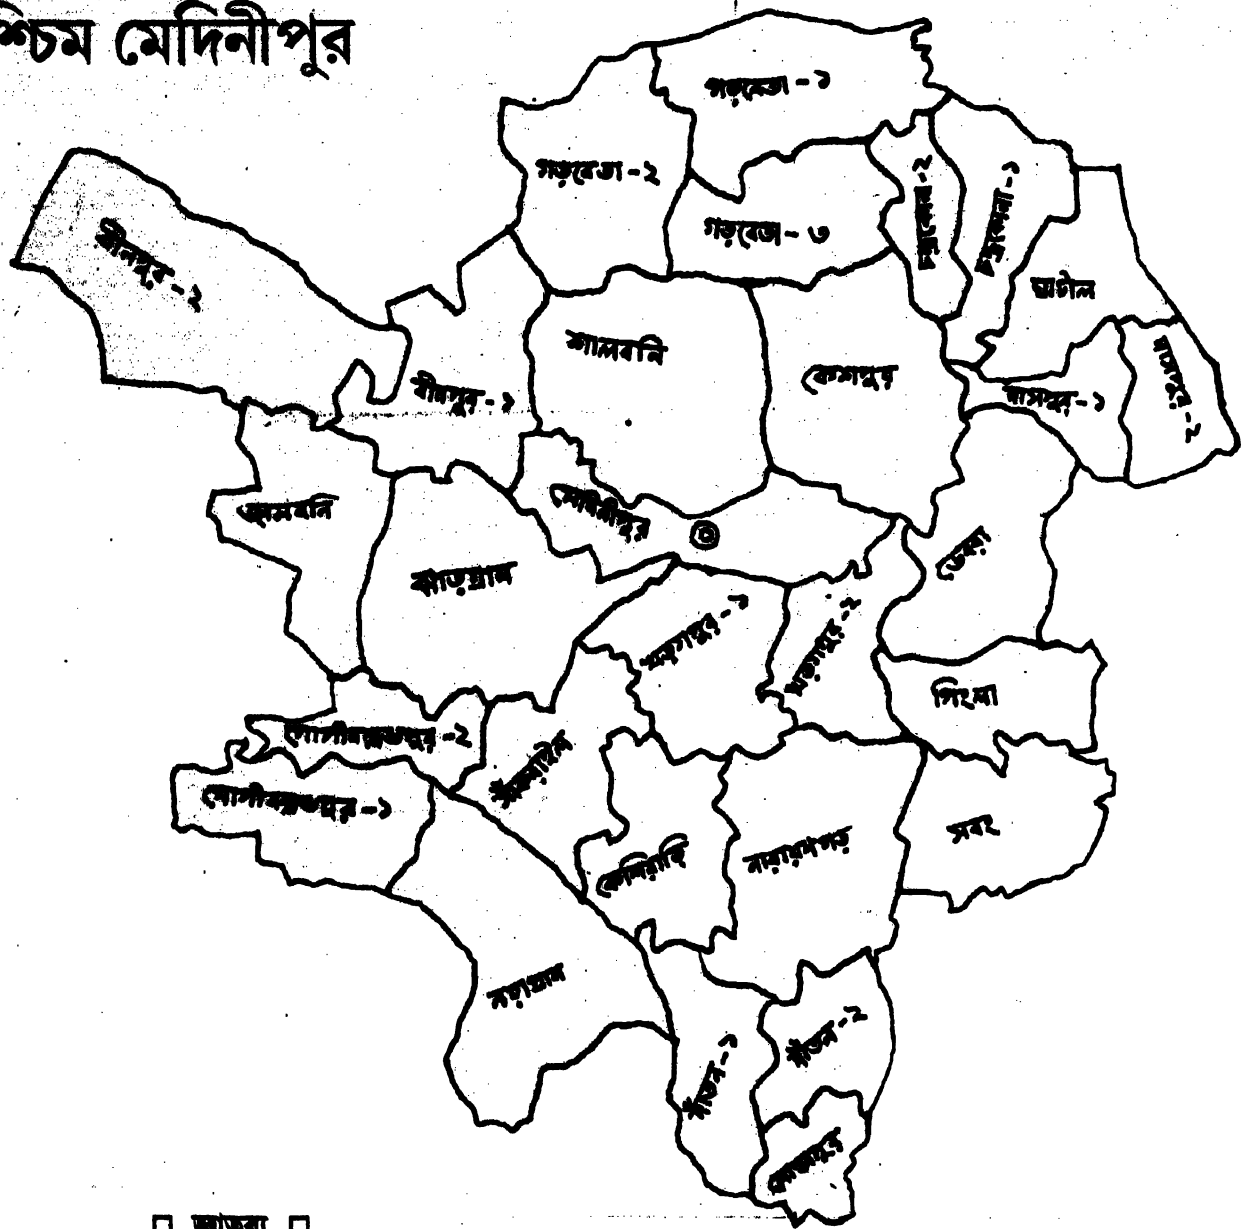 শ্চিম মেদিনীপুর
গড়বেতা - ১
গড়বেতা - ২
গড়বেতা - ৩
চন্দ্রকোনা - ২
চন্দ্রকোনা - ১
ঘাটাল
বীনপুর - ২
শালবনি
কেশপুর
বীনপুর - ১
দাসপুর - ১
দাসপুর - ২
জামবনি
মেদিনীপুর
ডেবরা
ঝাড়গ্রাম
খড়গপুর - ১
খড়গপুর - ২
পিংলা
গোপীবল্লভপুর - ২
সাঁকরাইল
গোপীবল্লভপুর - ১
কেশিয়াড়ি
নারায়ণগড়
সবং
নয়াগ্রাম
দাঁতন - ১
দাঁতন - ২
মোহনপুর